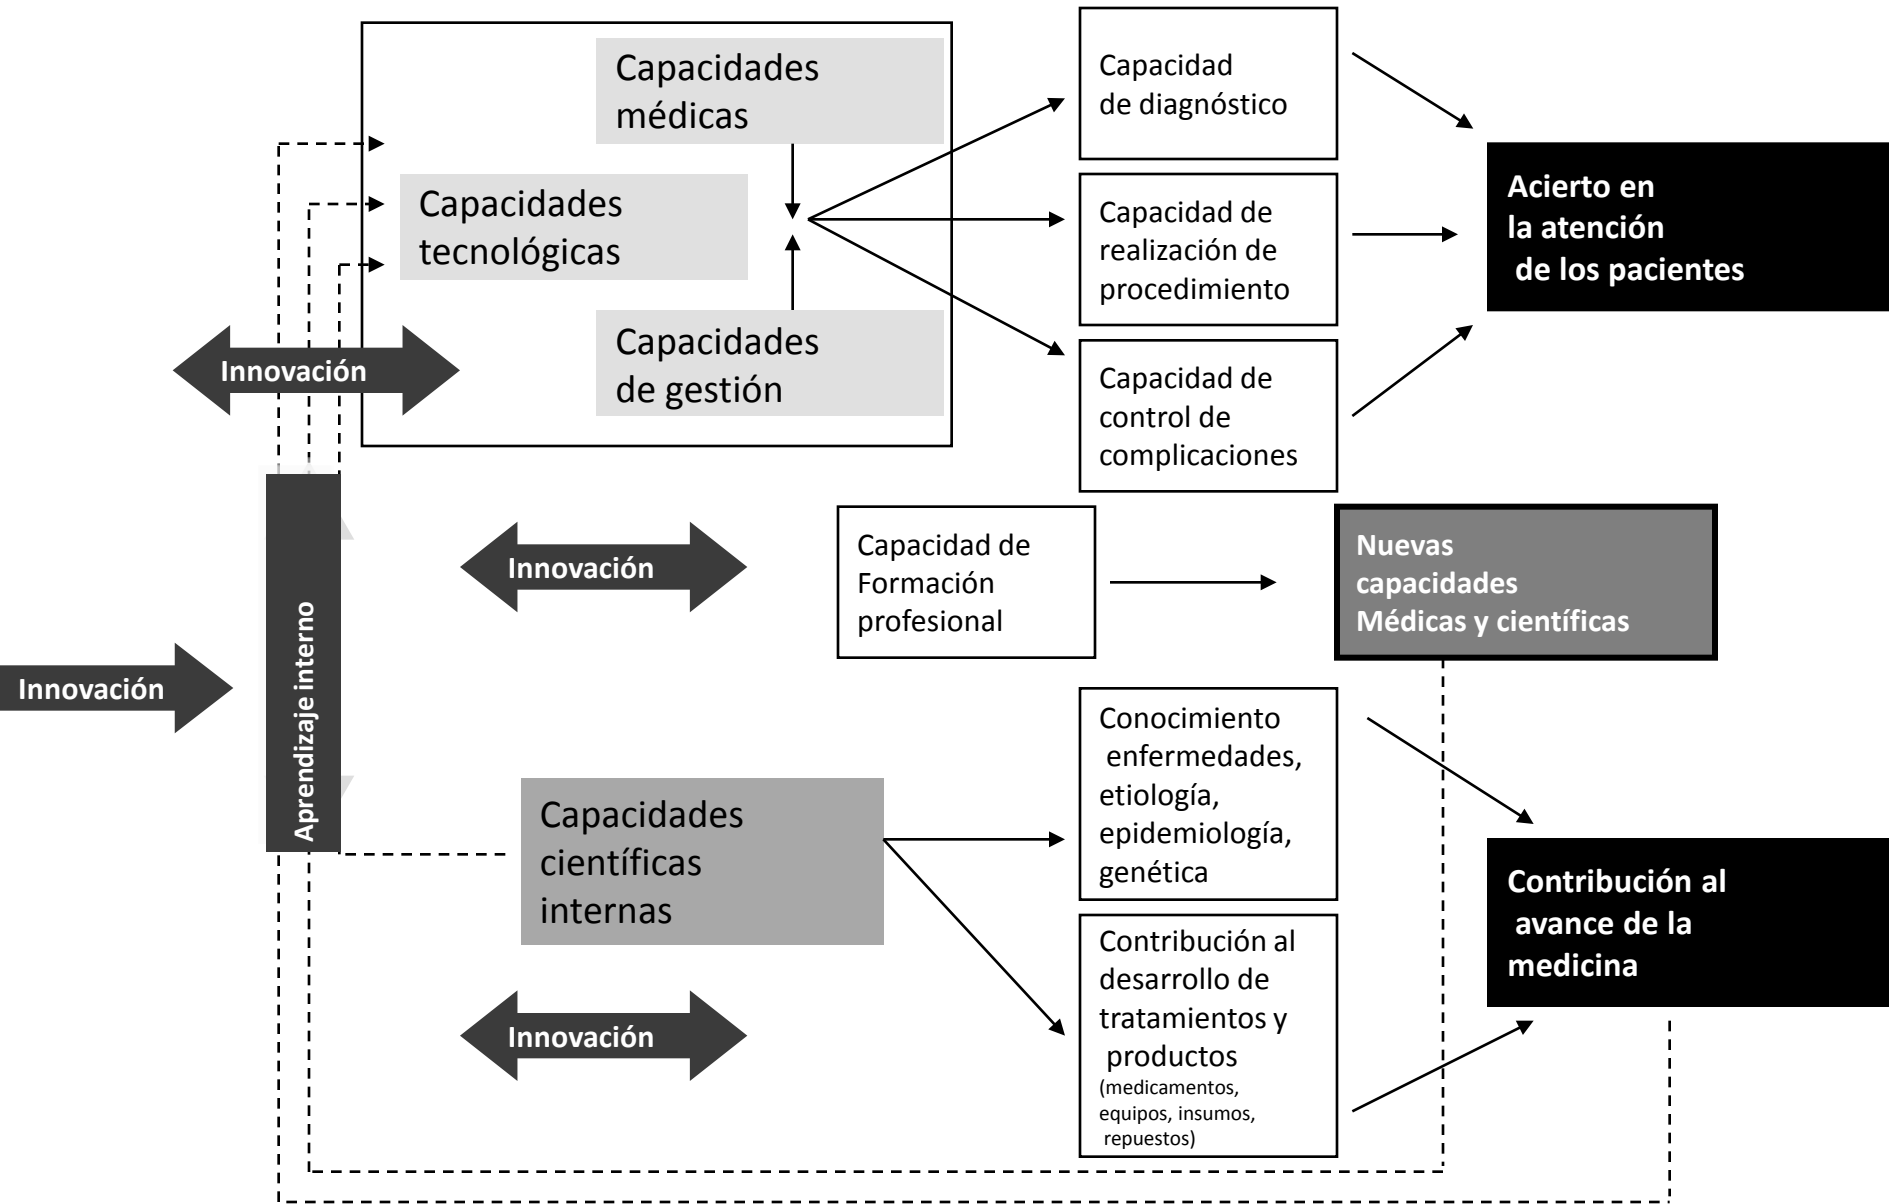 Capacidades
médicas
Capacidades
tecnológicas
Capacidades
de gestión
Innovación
Capacidad
de diagnóstico
Capacidad de
realización de
procedimiento
Capacidad de
control de
complicaciones
Acierto en
la atención
de los pacientes
Innovación
Aprendizaje interno
Innovación
Capacidad de
Formación
profesional
Nuevas
capacidades
Médicas y científicas
Capacidades
científicas
internas
Innovación
Conocimiento
enfermedades,
etiología,
epidemiología,
genética
Contribución al
desarrollo de
tratamientos y
productos
(medicamentos,
equipos, insumos,
repuestos)
Contribución al
avance de la
medicina